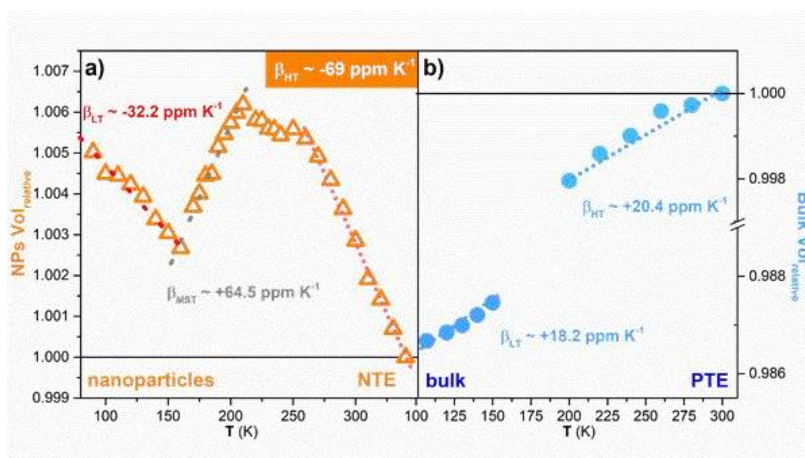 a)
β_HT ~ -69 ppm K⁻¹
b)
β_LT ~ -32.2 ppm K⁻¹
β_MST ~ +64.5 ppm K⁻¹
nanoparticles
NTE
β_HT ~ +20.4 ppm K⁻¹
β_LT ~ +18.2 ppm K⁻¹
bulk
PTE
NPs Vol_relative
1.007
1.006
1.005
1.004
1.003
1.002
1.001
1.000
0.999
100 150 200 250 300
T (K)
100 125 150 175 200 225 250 275 300
T (K)
1.000
0.998
0.988
0.986
Bulk Vol_relative